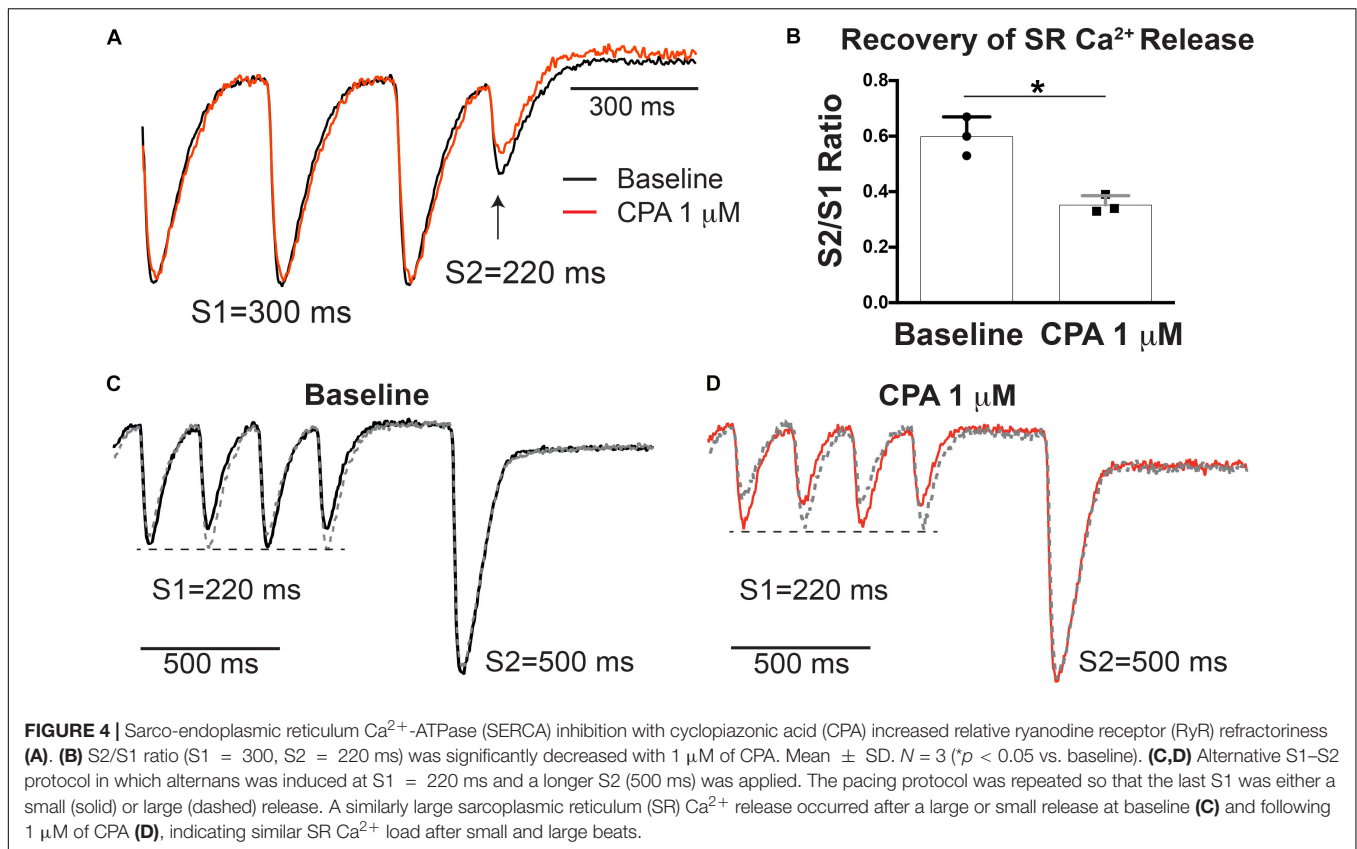 A
300 ms
Baseline
CPA 1 μM
S2=220 ms
S1=300 ms
B
Recovery of SR Ca²⁺ Release
S2/S1 Ratio
0.8
0.6
0.4
0.2
0.0
*
Baseline CPA 1 μM
C
Baseline
S1=220 ms
500 ms
S2=500 ms
D
CPA 1 μM
S1=220 ms
500 ms
S2=500 ms
FIGURE 4 | Sarco-endoplasmic reticulum Ca²⁺-ATPase (SERCA) inhibition with cyclopiazonic acid (CPA) increased relative ryanodine receptor (RyR) refractoriness
(A). (B) S2/S1 ratio (S1 = 300, S2 = 220 ms) was significantly decreased with 1 μM of CPA. Mean ± SD. N = 3 (*p < 0.05 vs. baseline). (C,D) Alternative S1–S2
protocol in which alternans was induced at S1 = 220 ms and a longer S2 (500 ms) was applied. The pacing protocol was repeated so that the last S1 was either a
small (solid) or large (dashed) release. A similarly large sarcoplasmic reticulum (SR) Ca²⁺ release occurred after a large or small release at baseline (C) and following
1 μM of CPA (D), indicating similar SR Ca²⁺ load after small and large beats.